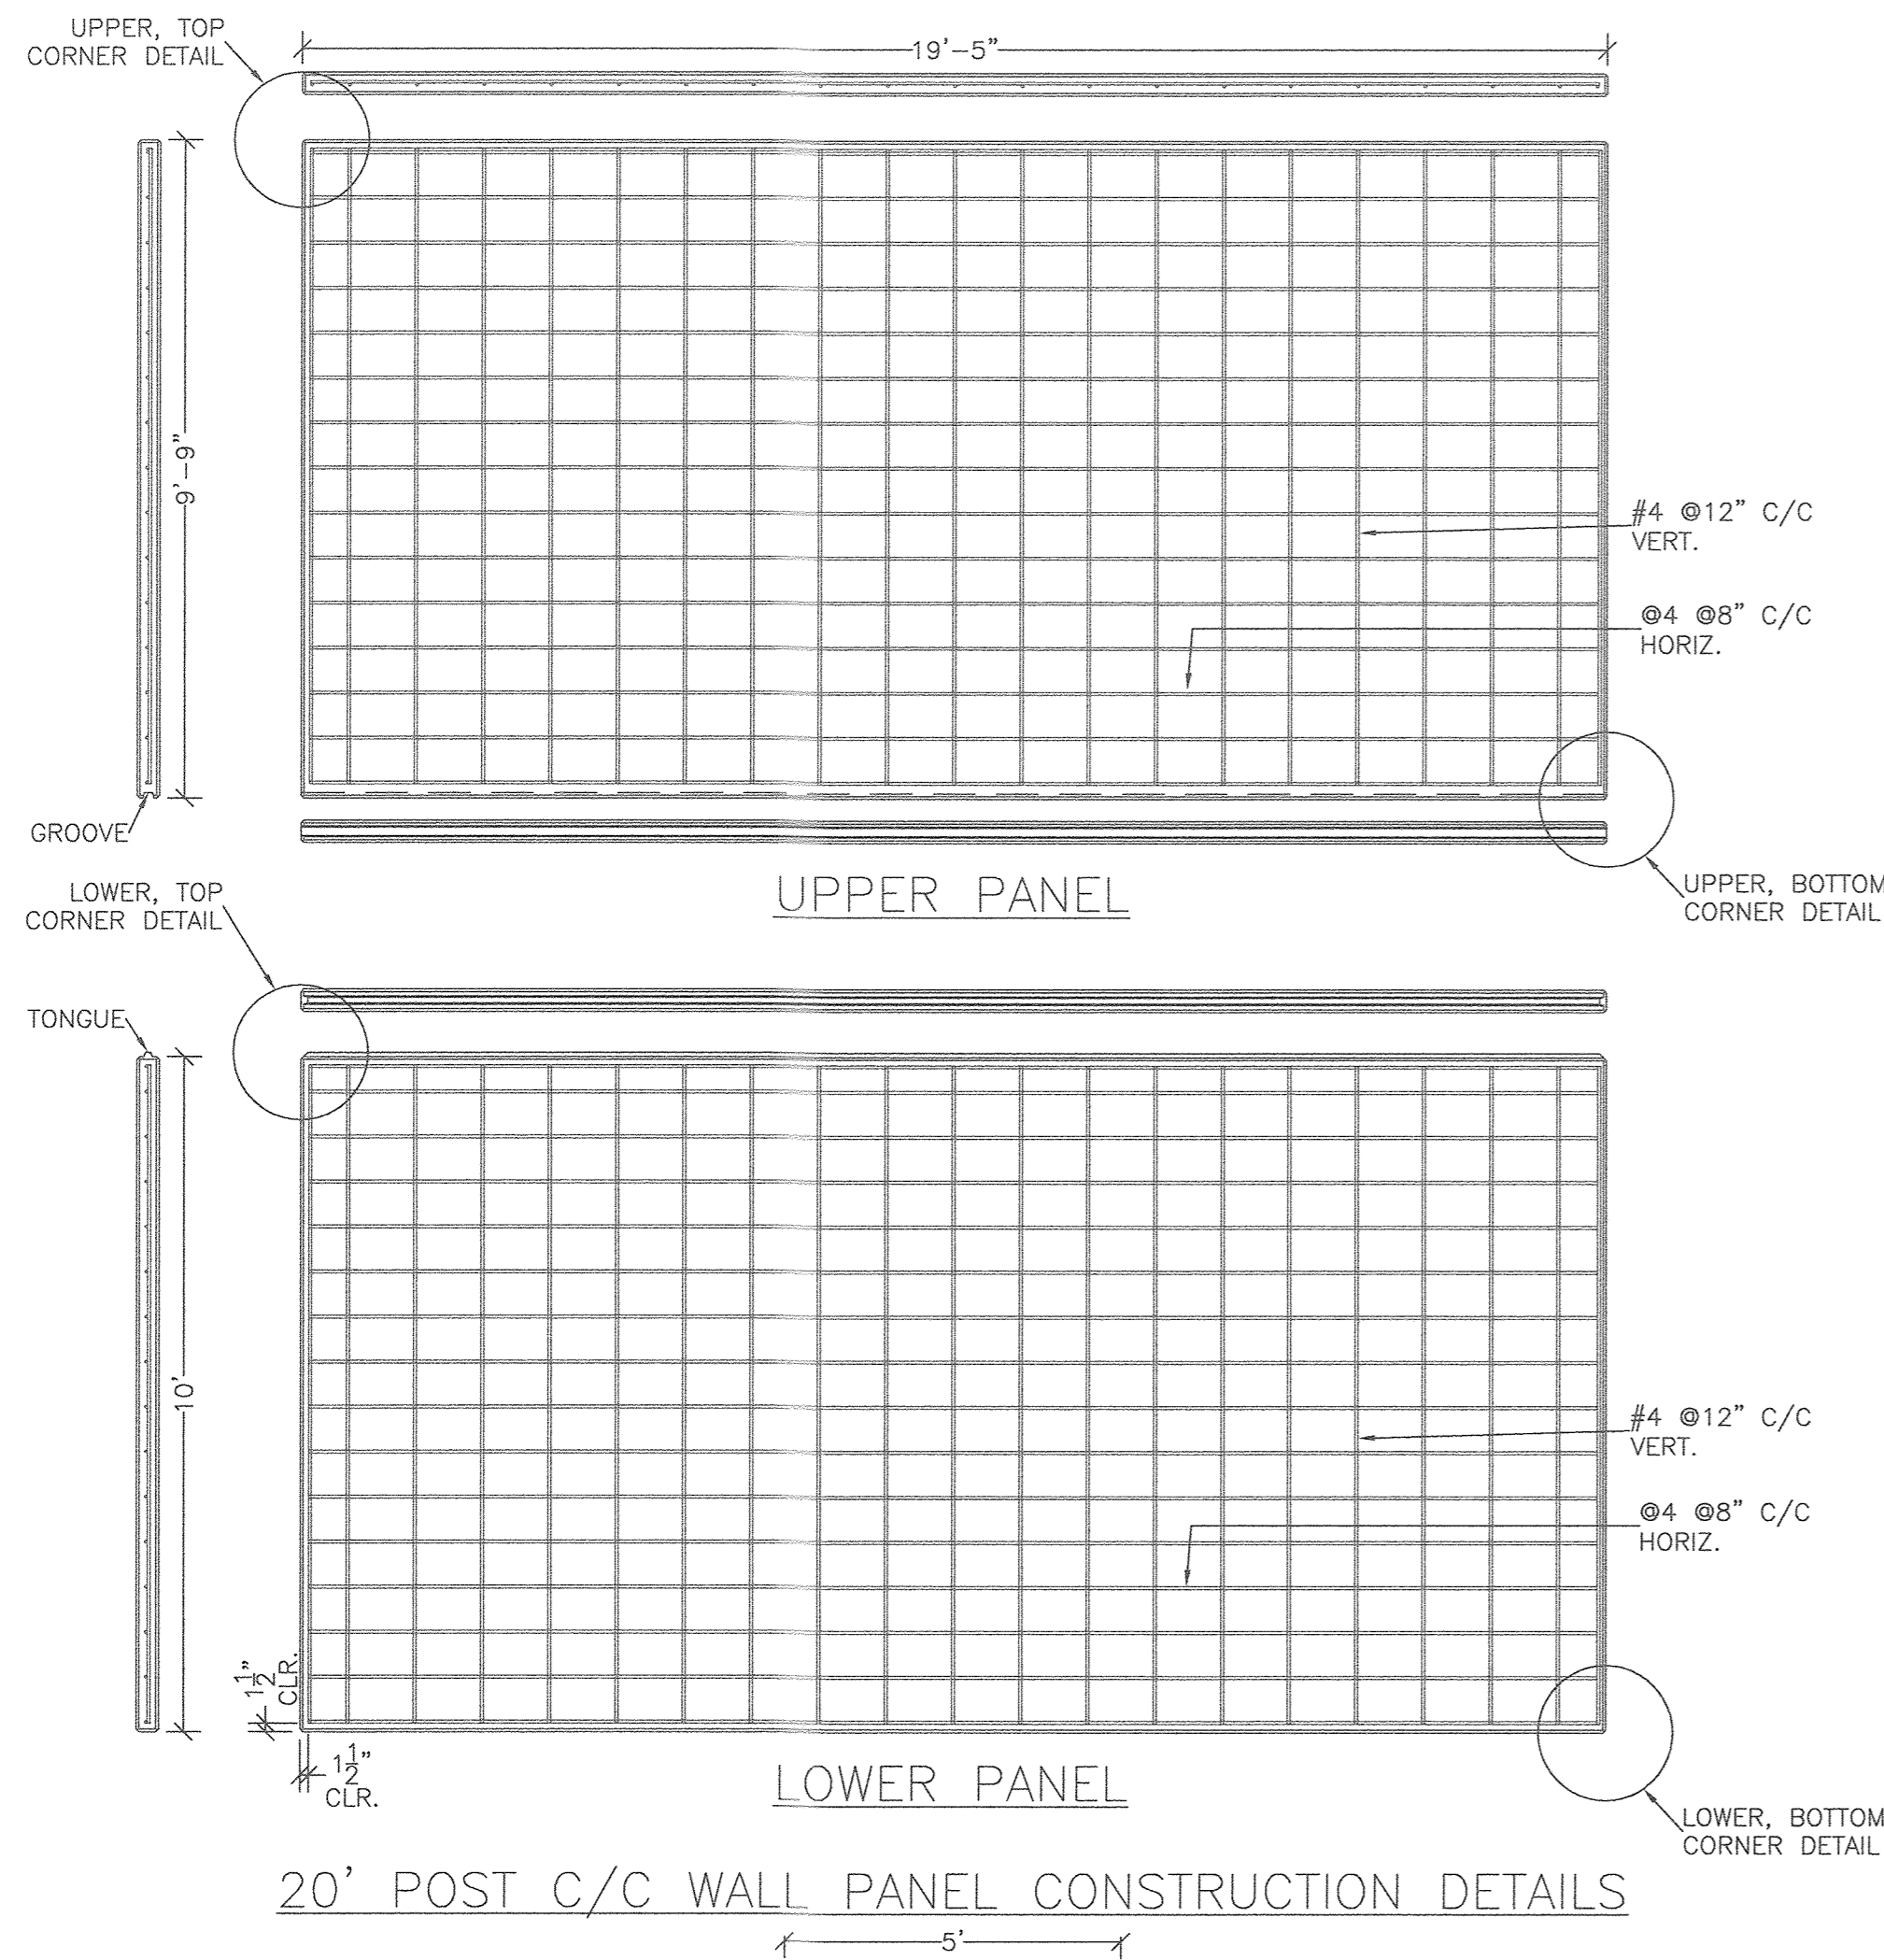 UPPER, TOP
CORNER DETAIL
19'-5"
9'-9"
#4 @12" C/C
VERT.
@4 @8" C/C
HORIZ.
GROOVE
UPPER PANEL
UPPER, BOTTOM
CORNER DETAIL
LOWER, TOP
CORNER DETAIL
TONGUE
10'
#4 @12" C/C
VERT.
@4 @8" C/C
HORIZ.
1 1/2"
CLR.
1 1/2"
CLR.
LOWER PANEL
LOWER, BOTTOM
CORNER DETAIL
20' POST C/C WALL PANEL CONSTRUCTION DETAILS
5'